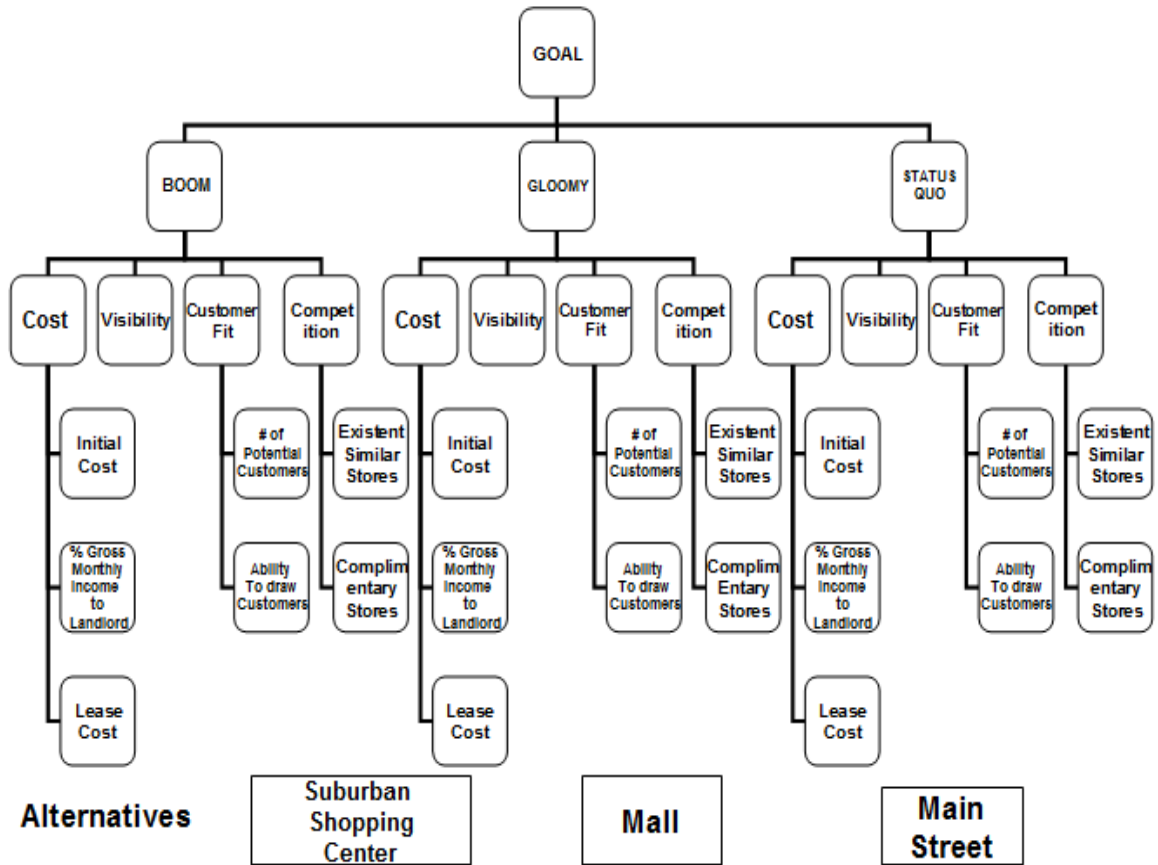 GOAL
BOOM
GLOOMY
STATUS
QUO
Cost
Visibility
Customer
Fit
Compet
ition
Cost
Visibility
Customer
Fit
Compet
ition
Cost
Visibility
Customer
Fit
Compet
ition
Initial
Cost
# of
Potential
Customers
Existent
Similar
Stores
Initial
Cost
# of
Potential
Customers
Existent
Similar
Stores
Initial
Cost
# of
Potential
Customers
Existent
Similar
Stores
% Gross
Monthly
Income
to
Landlord
Ability
To draw
Customers
Complim
entary
Stores
% Gross
Monthly
Income
to
Landlord
Ability
To draw
Customers
Complim
Entary
Stores
% Gross
Monthly
Income
to
Landlord
Ability
To draw
Customers
Complim
entary
Stores
Lease
Cost
Lease
Cost
Lease
Cost
Alternatives
Suburban
Shopping
Center
Mall
Main
Street